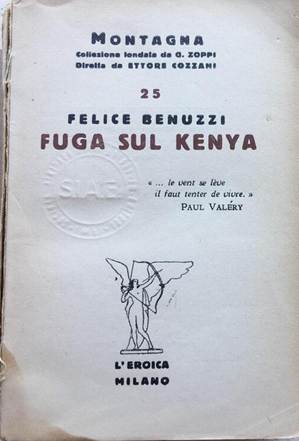 MONTAGNA
Collezione fondata da G. ZOPPI
Diretta da ETTORE COZZANI
25
FELICE BENUZZI
FUGA SUL KENYA
« ... le vent se lève
il faut tenter de vivre. »
PAUL VALÉRY
SIAE
L'EROICA
MILANO